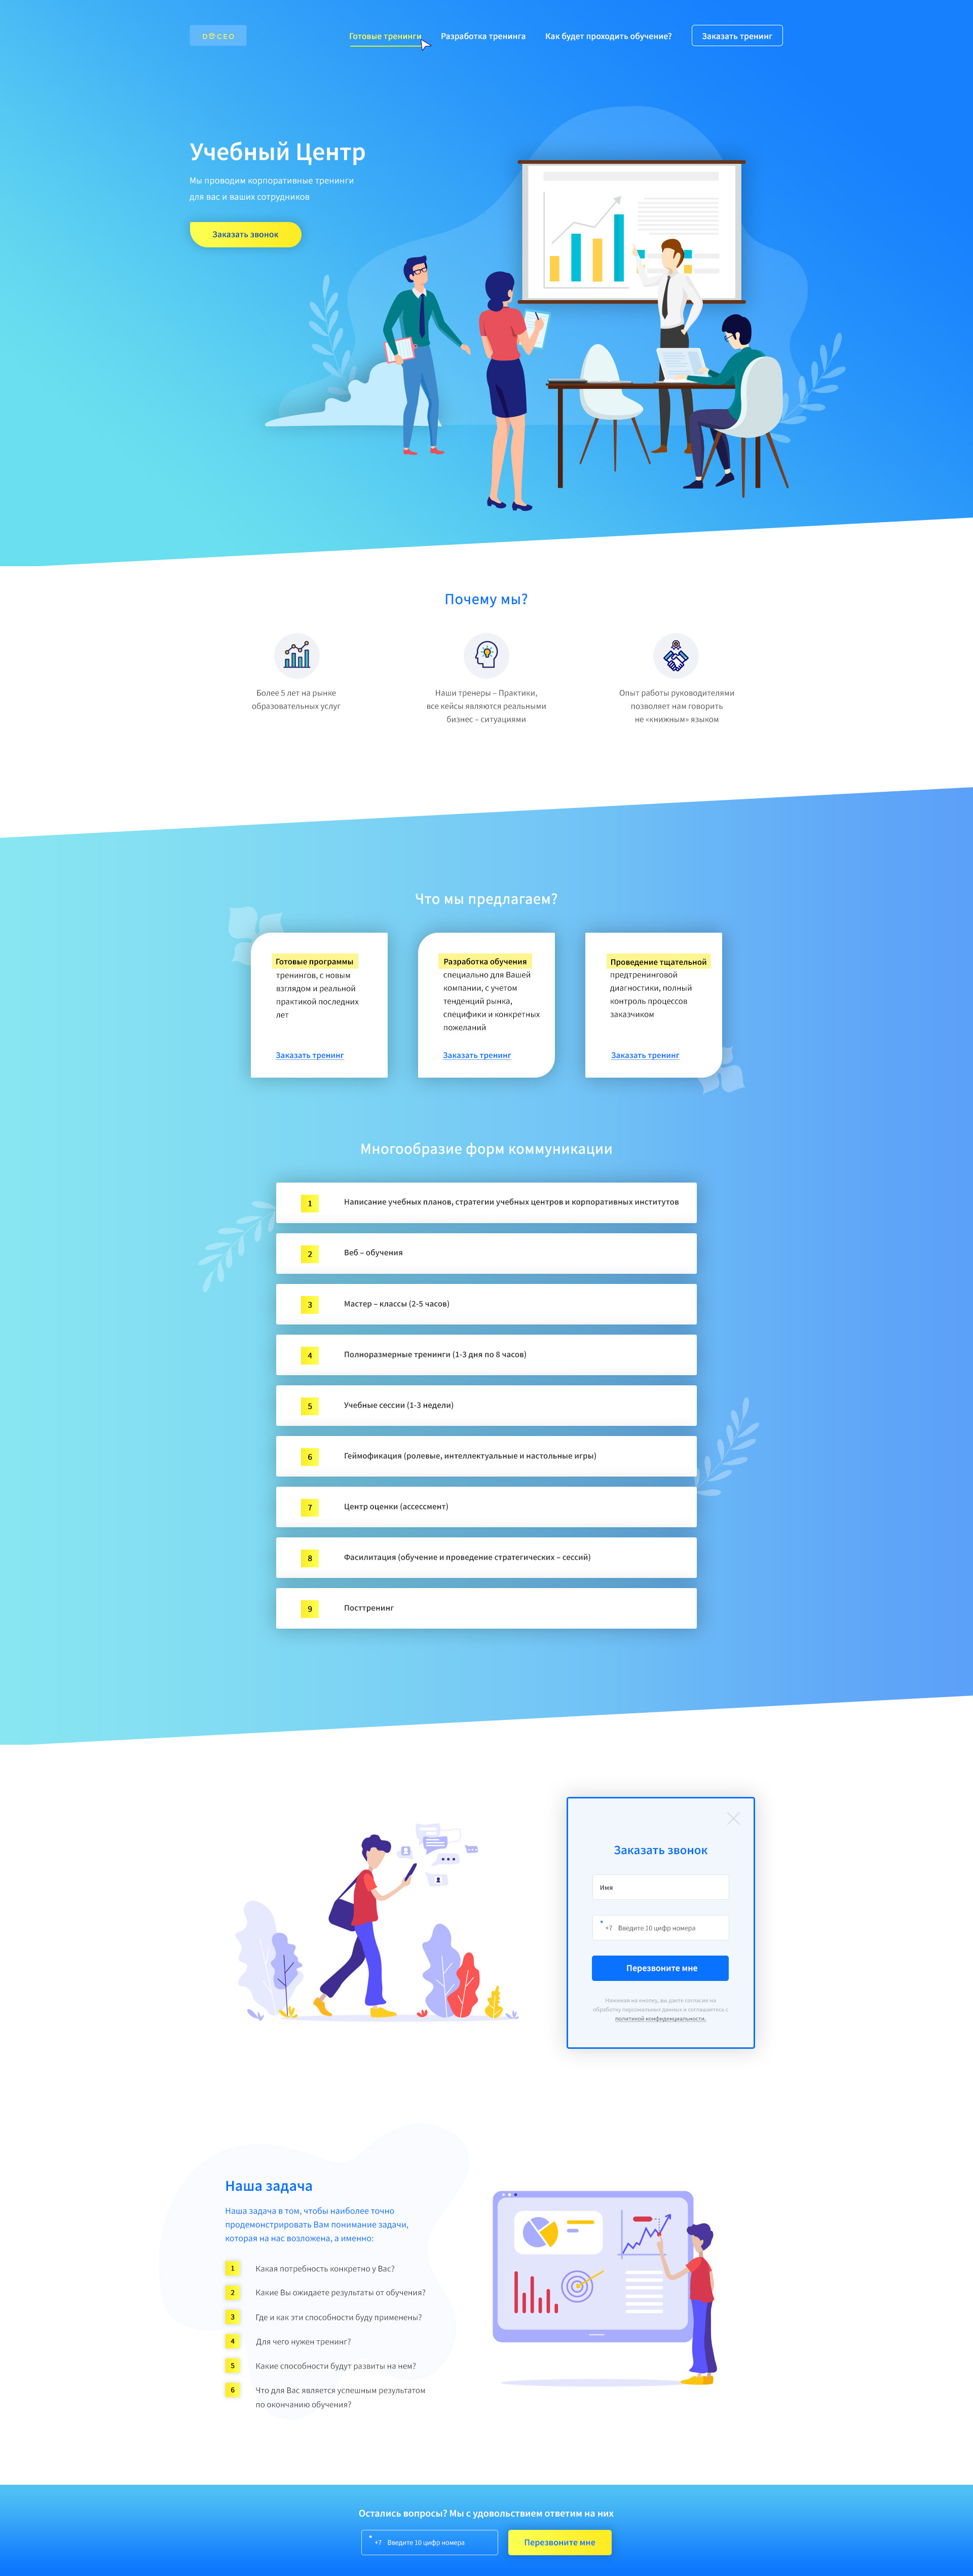 DOCEO
Готовые тренинги
Разработка тренинга
Как будет проходить обучение?
Заказать тренинг
Учебный Центр
Мы проводим корпоративные тренинги
для вас и ваших сотрудников
Заказать звонок
Почему мы?
Более 5 лет на рынке
образовательных услуг
Наши тренеры – Практики,
все кейсы являются реальными
бизнес – ситуациями
Опыт работы руководителями
позволяет нам говорить
не «книжным» языком
Что мы предлагаем?
Готовые программы
тренингов, с новым
взглядом и реальной
практикой последних
лет
Заказать тренинг
Разработка обучения
специально для Вашей
компании, с учетом
тенденций рынка,
специфики и конкретных
пожеланий
Заказать тренинг
Проведение тщательной
предтренинговой
диагностики, полный
контроль процессов
заказчиком
Заказать тренинг
Многообразие форм коммуникации
1 Написание учебных планов, стратегии учебных центров и корпоративных институтов
2 Веб – обучения
3 Мастер – классы (2-5 часов)
4 Полноразмерные тренинги (1-3 дня по 8 часов)
5 Учебные сессии (1-3 недели)
6 Геймофикация (ролевые, интеллектуальные и настольные игры)
7 Центр оценки (ассессмент)
8 Фасилитация (обучение и проведение стратегических – сессий)
9 Посттренинг
Заказать звонок
Имя
* +7 Введите 10 цифр номера
Перезвоните мне
Нажимая на кнопку, вы даете согласие на
обработку персональных данных и соглашаетесь с
политикой конфиденциальности.
Наша задача
Наша задача в том, чтобы наиболее точно
продемонстрировать Вам понимание задачи,
которая на нас возложена, а именно:
1 Какая потребность конкретно у Вас?
2 Какие Вы ожидаете результаты от обучения?
3 Где и как эти способности буду применены?
4 Для чего нужен тренинг?
5 Какие способности будут развиты на нем?
6 Что для Вас является успешным результатом
по окончанию обучения?
Остались вопросы? Мы с удовольствием ответим на них
* +7 Введите 10 цифр номера
Перезвоните мне